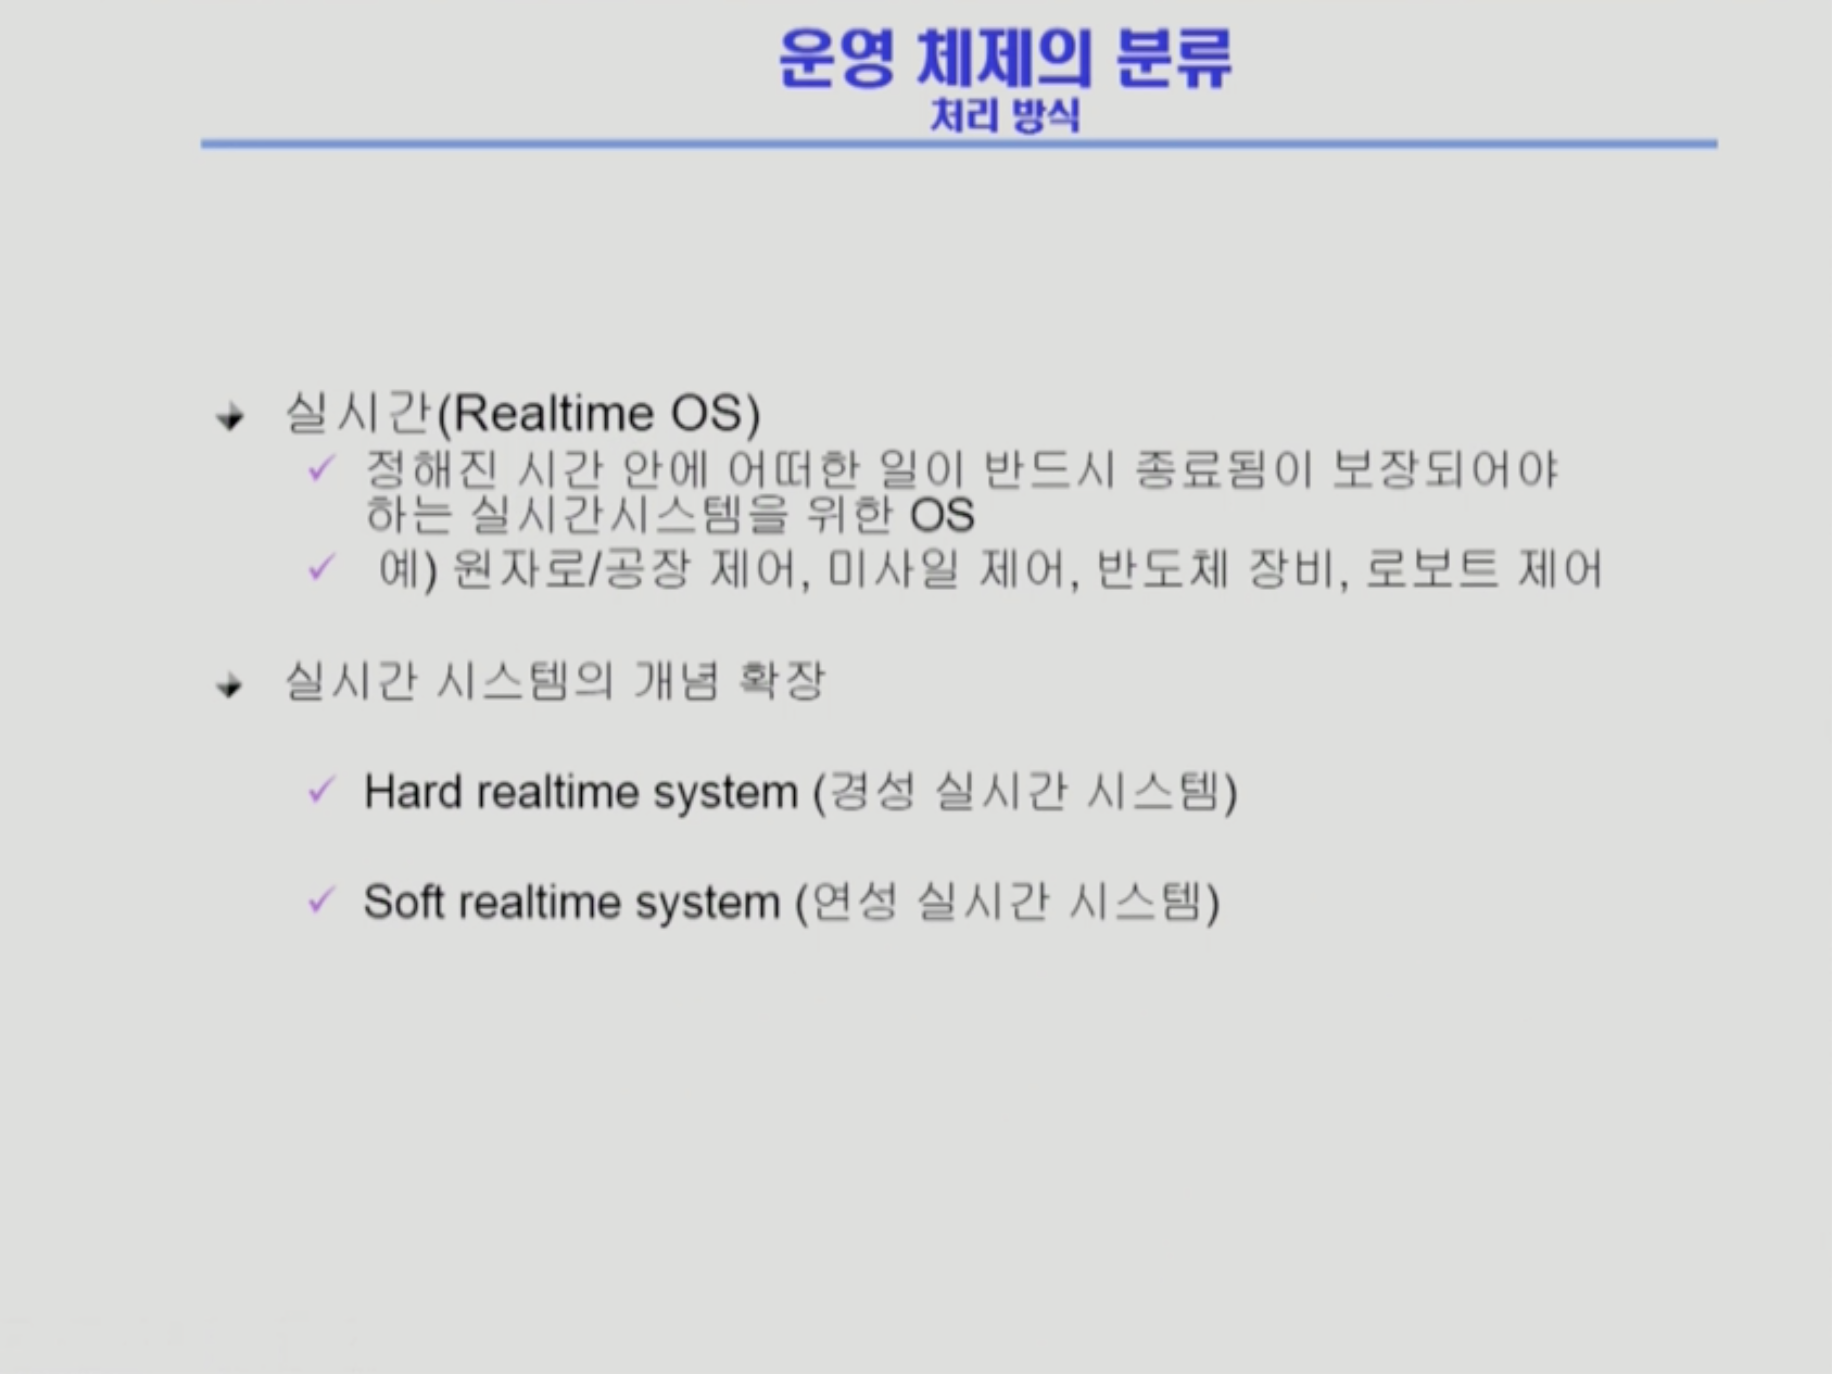 운영 체제의 분류
처리 방식
실시간(Realtime OS)
정해진 시간 안에 어떠한 일이 반드시 종료됨이 보장되어야
하는 실시간시스템을 위한 OS
예) 원자로/공장 제어, 미사일 제어, 반도체 장비, 로보트 제어
실시간 시스템의 개념 확장
Hard realtime system (경성 실시간 시스템)
Soft realtime system (연성 실시간 시스템)